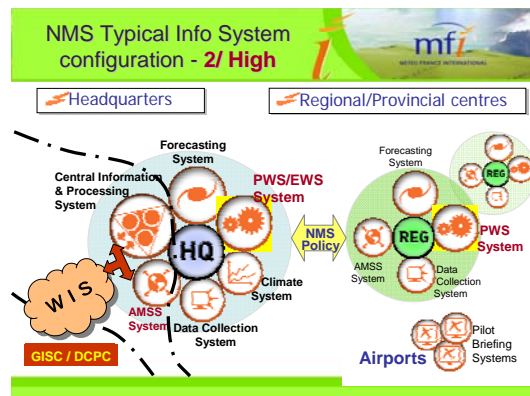 NMS Typical Info System
configuration - 2/ High
mfi
METEO FRANCE INTERNATIONAL
Headquarters
Regional/Provincial centres
Forecasting
System
Central Information
& Processing
System
PWS/EWS
System
HQ
Climate
System
AMSS
System
Data Collection
System
WIS
GISC / DCPC
NMS
Policy
Forecasting
System
REG
PWS
System
AMSS
System
Data
Collection
System
REG
Airports
Pilot
Briefing
Systems